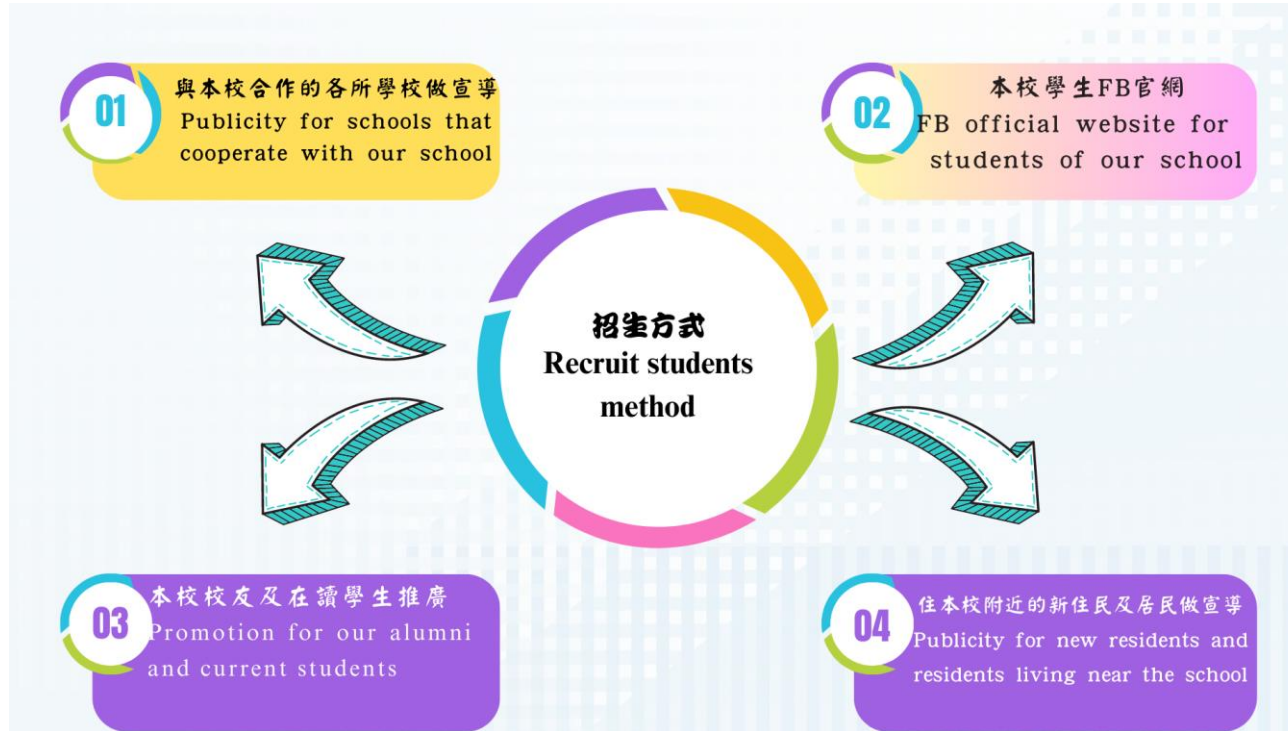 01
與本校合作的各所學校做宣導
Publicity for schools that
cooperate with our school
02
本校學生FB官網
FB official website for
students of our school
招生方式
Recruit students
method
03
本校校友及在讀學生推廣
Promotion for our alumni
and current students
04
住本校附近的新住民及居民做宣導
Publicity for new residents and
residents living near the school